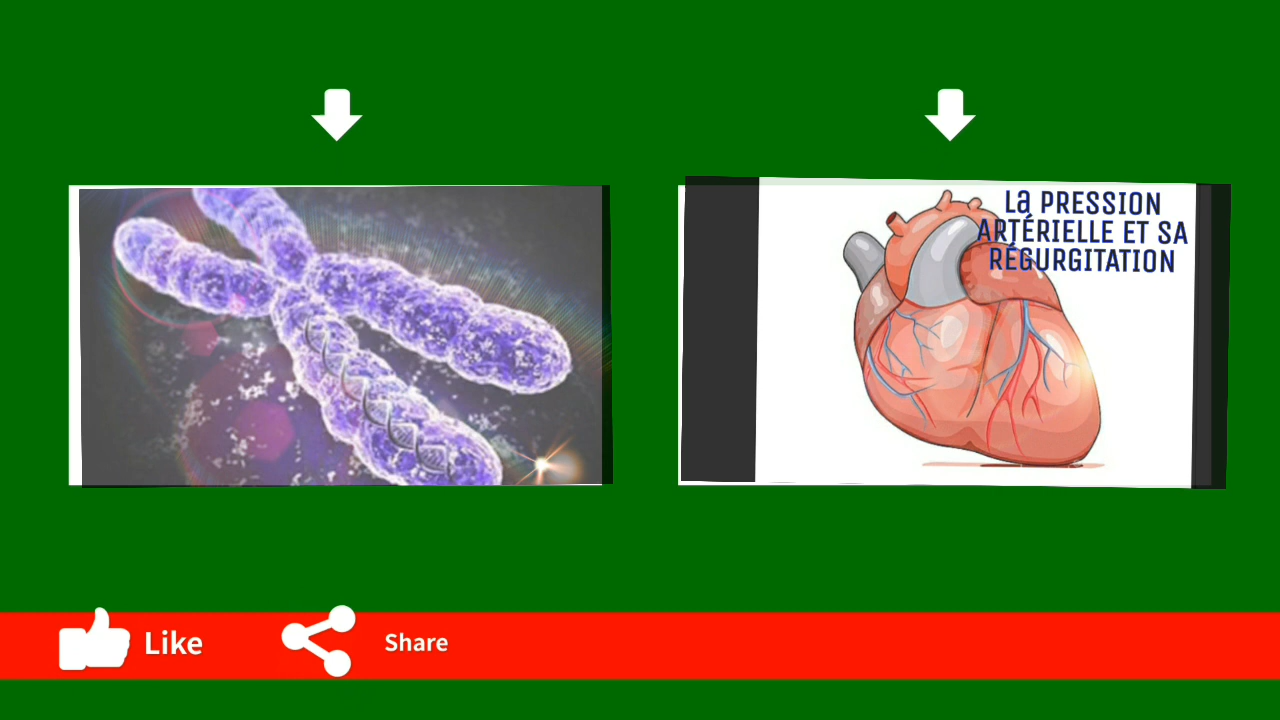 La PRESSION
ARTÉRIELLE ET SA
RÉGURGITATION
Like
Share